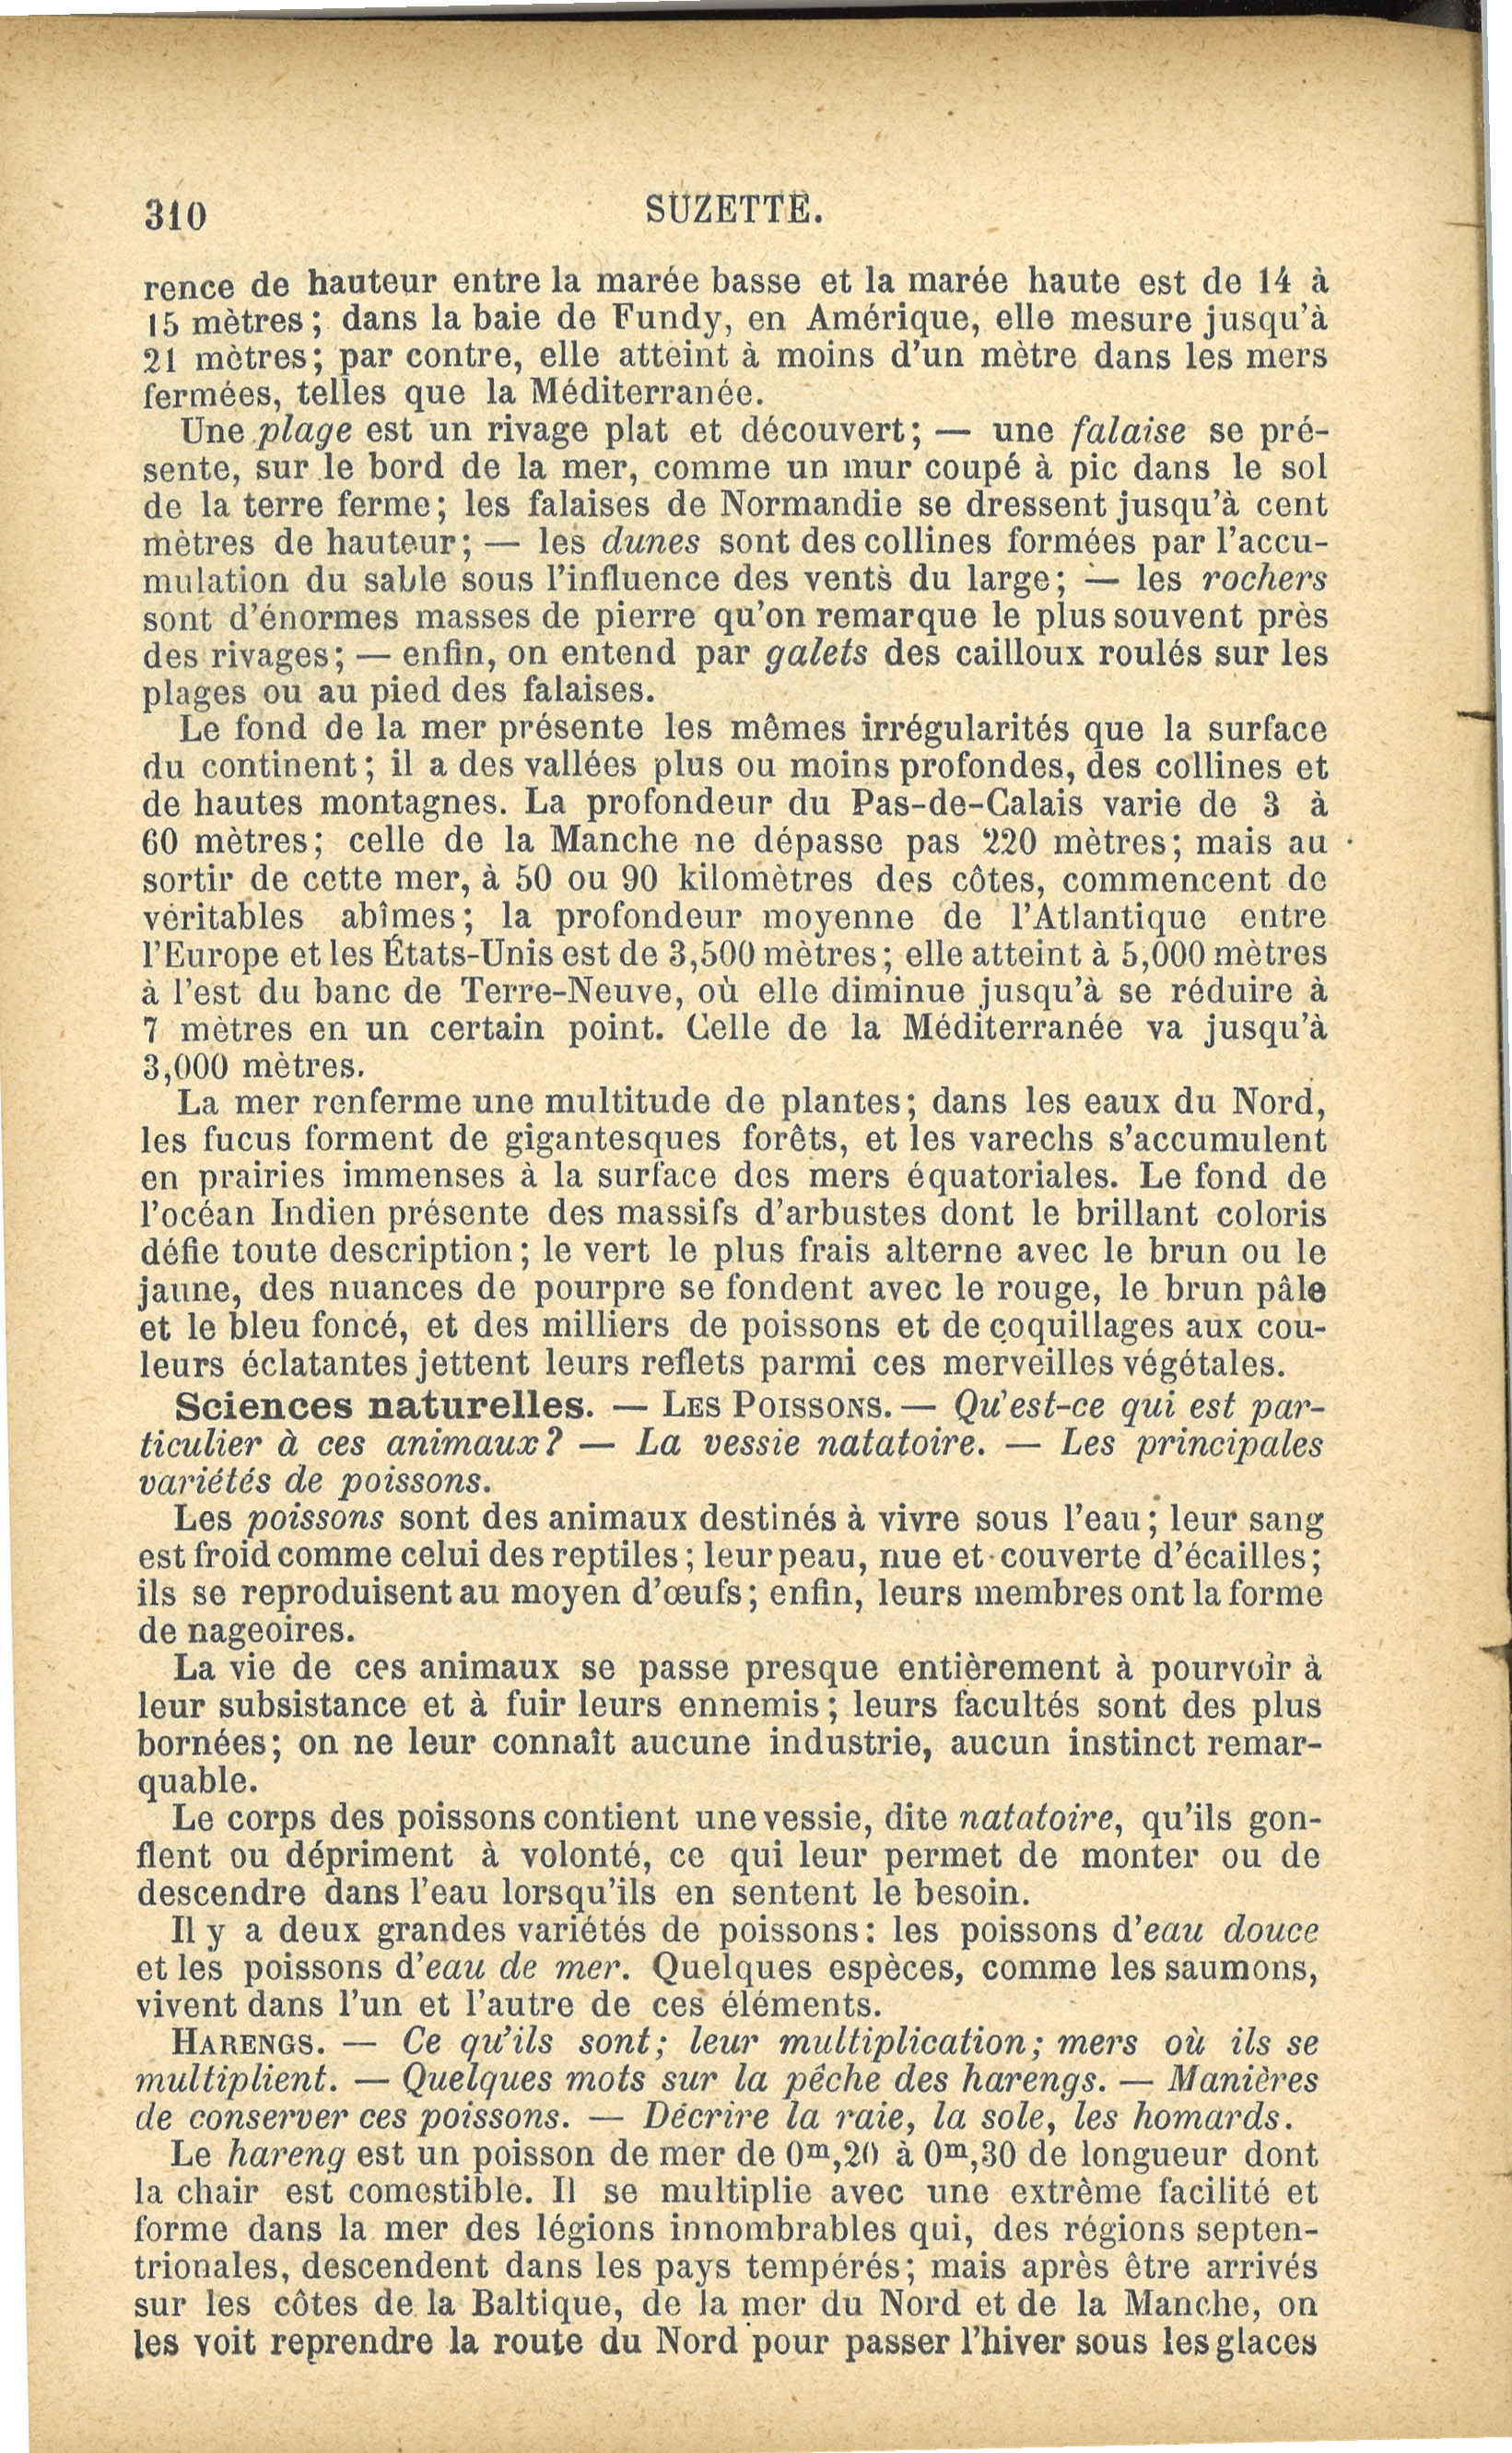 310 SUZETTE.
rence de hauteur entre la marée basse et la marée haute est de 14 à
15 mètres; dans la baie de Fundy, en Amérique, elle mesure jusqu'à
21 mètres; par contre, elle atteint à moins d'un mètre dans les mers
fermées, telles que la Méditerranée.
Une plage est un rivage plat et découvert; — une falaise se pré-
sente, sur le bord de la mer, comme un mur coupé à pic dans le sol
de la terre ferme; les falaises de Normandie se dressent jusqu'à cent
mètres de hauteur; — les dunes sont des collines formées par l'accu-
mulation du sable sous l'influence des vents du large; — les rochers
sont d'énormes masses de pierre qu'on remarque le plus souvent près
des rivages; — enfin, on entend par galets des cailloux roulés sur les
plages ou au pied des falaises.
Le fond de la mer présente les mêmes irrégularités que la surface
du continent; il a des vallées plus ou moins profondes, des collines et
de hautes montagnes. La profondeur du Pas-de-Calais varie de 3 à
60 mètres; celle de la Manche ne dépasse pas 220 mètres; mais au
sortir de cette mer, à 50 ou 90 kilomètres des côtes, commencent de
véritables abîmes; la profondeur moyenne de l'Atlantique entre
l'Europe et les États-Unis est de 3,500 mètres; elle atteint à 5,000 mètres
à l'est du banc de Terre-Neuve, où elle diminue jusqu'à se réduire à
7 mètres en un certain point. Celle de la Méditerranée va jusqu'à
3,000 mètres.
La mer renferme une multitude de plantes; dans les eaux du Nord,
les fucus forment de gigantesques forêts, et les varechs s'accumulent
en prairies immenses à la surface des mers équatoriales. Le fond de
l'océan Indien présente des massifs d'arbustes dont le brillant coloris
défie toute description; le vert le plus frais alterne avec le brun ou le
jaune, des nuances de pourpre se fondent avec le rouge, le brun pâle
et le bleu foncé, et des milliers de poissons et de coquillages aux cou-
leurs éclatantes jettent leurs reflets parmi ces merveilles végétales.
Sciences naturelles. — LES POISSONS. — Qu'est-ce qui est par-
ticulier à ces animaux? — La vessie natatoire. — Les principales
variétés de poissons.
Les poissons sont des animaux destinés à vivre sous l'eau; leur sang
est froid comme celui des reptiles; leur peau, nue et couverte d'écailles;
ils se reproduisent au moyen d'œufs; enfin, leurs membres ont la forme
de nageoires.
La vie de ces animaux se passe presque entièrement à pourvoir à
leur subsistance et à fuir leurs ennemis; leurs facultés sont des plus
bornées; on ne leur connaît aucune industrie, aucun instinct remar-
quable.
Le corps des poissons contient une vessie, dite natatoire, qu'ils gon-
flent ou dépriment à volonté, ce qui leur permet de monter ou de
descendre dans l'eau lorsqu'ils en sentent le besoin.
Il y a deux grandes variétés de poissons: les poissons d'eau douce
et les poissons d'eau de mer. Quelques espèces, comme les saumons,
vivent dans l'un et l'autre de ces éléments.
HARENGS. — Ce qu'ils sont; leur multiplication; mers où ils se
multiplient. — Quelques mots sur la pêche des harengs. — Manières
de conserver ces poissons. — Décrire la raie, la sole, les homards.
Le hareng est un poisson de mer de 0m,20 à 0m,30 de longueur dont
la chair est comestible. Il se multiplie avec une extrème facilité et
forme dans la mer des légions innombrables qui, des régions septen-
trionales, descendent dans les pays tempérés; mais après être arrivés
sur les côtes de la Baltique, de la mer du Nord et de la Manche, on
les voit reprendre la route du Nord pour passer l'hiver sous les glaces